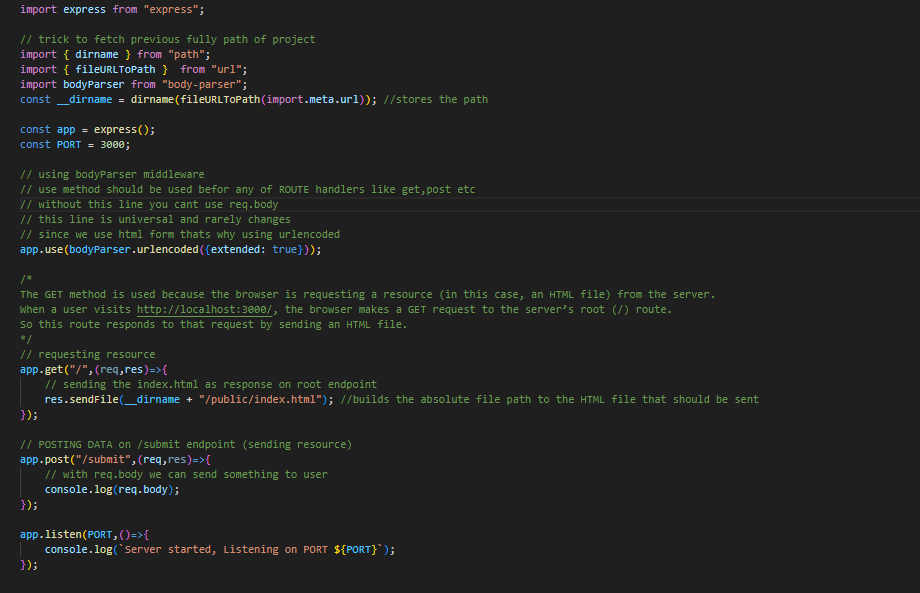 import express from "express";
// trick to fetch previous fully path of project
import { dirname } from "path";
import { fileURLToPath }  from "url";
import bodyParser from "body-parser";
const __dirname = dirname(fileURLToPath(import.meta.url)); //stores the path
const app = express();
const PORT = 3000;
// using bodyParser middleware
// use method should be used befor any of ROUTE handlers like get,post etc
// without this line you cant use req.body
// this line is universal and rarely changes
// since we use html form thats why using urlencoded
app.use(bodyParser.urlencoded({extended: true}));
/*
The GET method is used because the browser is requesting a resource (in this case, an HTML file) from the server.
When a user visits http://localhost:3000/, the browser makes a GET request to the server’s root (/) route.
So this route responds to that request by sending an HTML file.
*/
// requesting resource
app.get("/",(req,res)=>{
    // sending the index.html as response on root endpoint
    res.sendFile(__dirname + "/public/index.html"); //builds the absolute file path to the HTML file that should be sent
});
// POSTING DATA on /submit endpoint (sending resource)
app.post("/submit",(req,res)=>{
    // with req.body we can send something to user
    console.log(req.body);
});
app.listen(PORT,()=>{
    console.log(`Server started, Listening on PORT ${PORT}`);
});